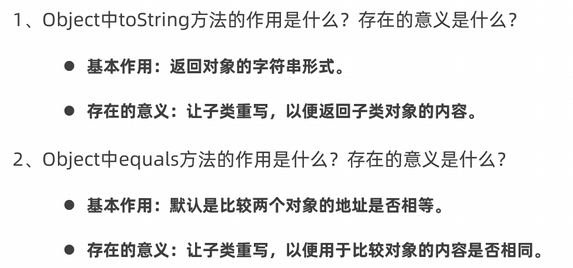 1、Object中toString方法的作用是什么？存在的意义是什么？
● 基本作用：返回对象的字符串形式。
● 存在的意义：让子类重写，以便返回子类对象的内容。
2、Object中equals方法的作用是什么？存在的意义是什么？
● 基本作用：默认是比较两个对象的地址是否相等。
● 存在的意义：让子类重写，以便用于比较对象的内容是否相同。